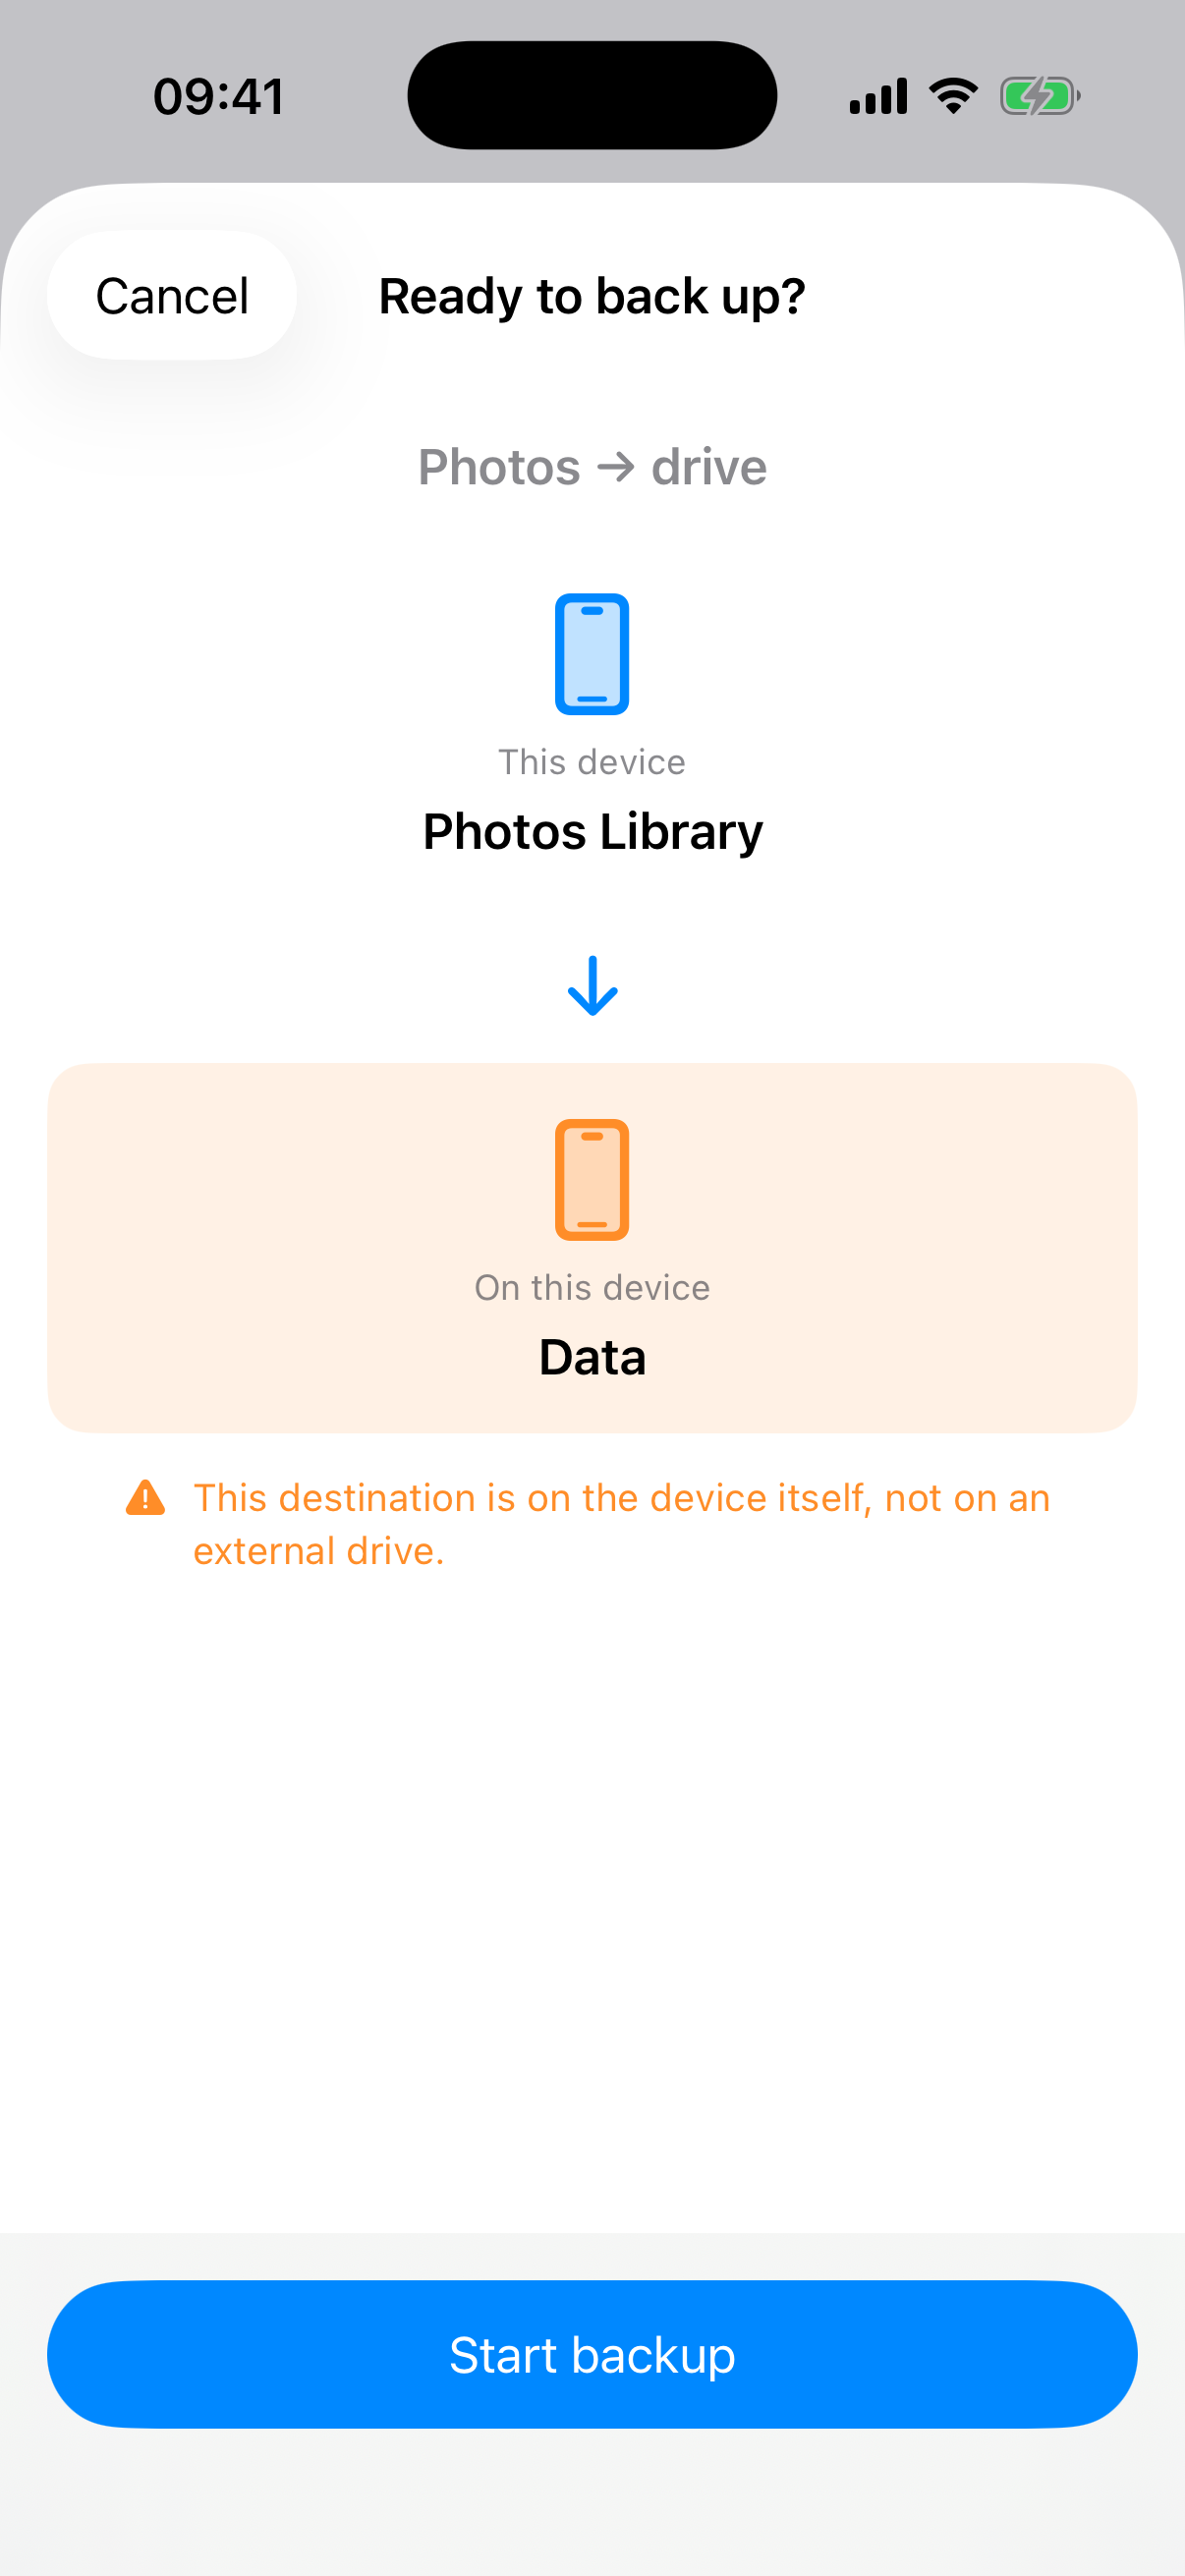 09:41
Cancel
Ready to back up?
Photos → drive
This device
Photos Library
On this device
Data
This destination is on the device itself, not on an
external drive.
Start backup